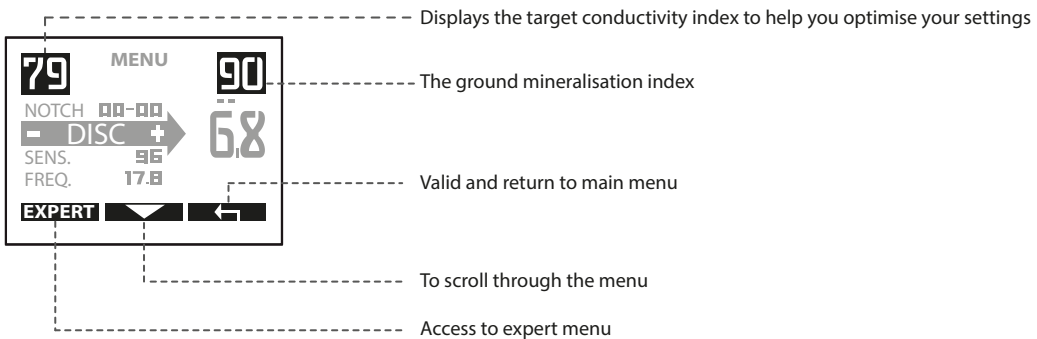 Displays the target conductivity index to help you optimise your settings
79 MENU 90
The ground mineralisation index
NOTCH 00-00
- DISC + 6.8
SENS. 96
FREQ. 17.8
Valid and return to main menu
EXPERT
To scroll through the menu
Access to expert menu